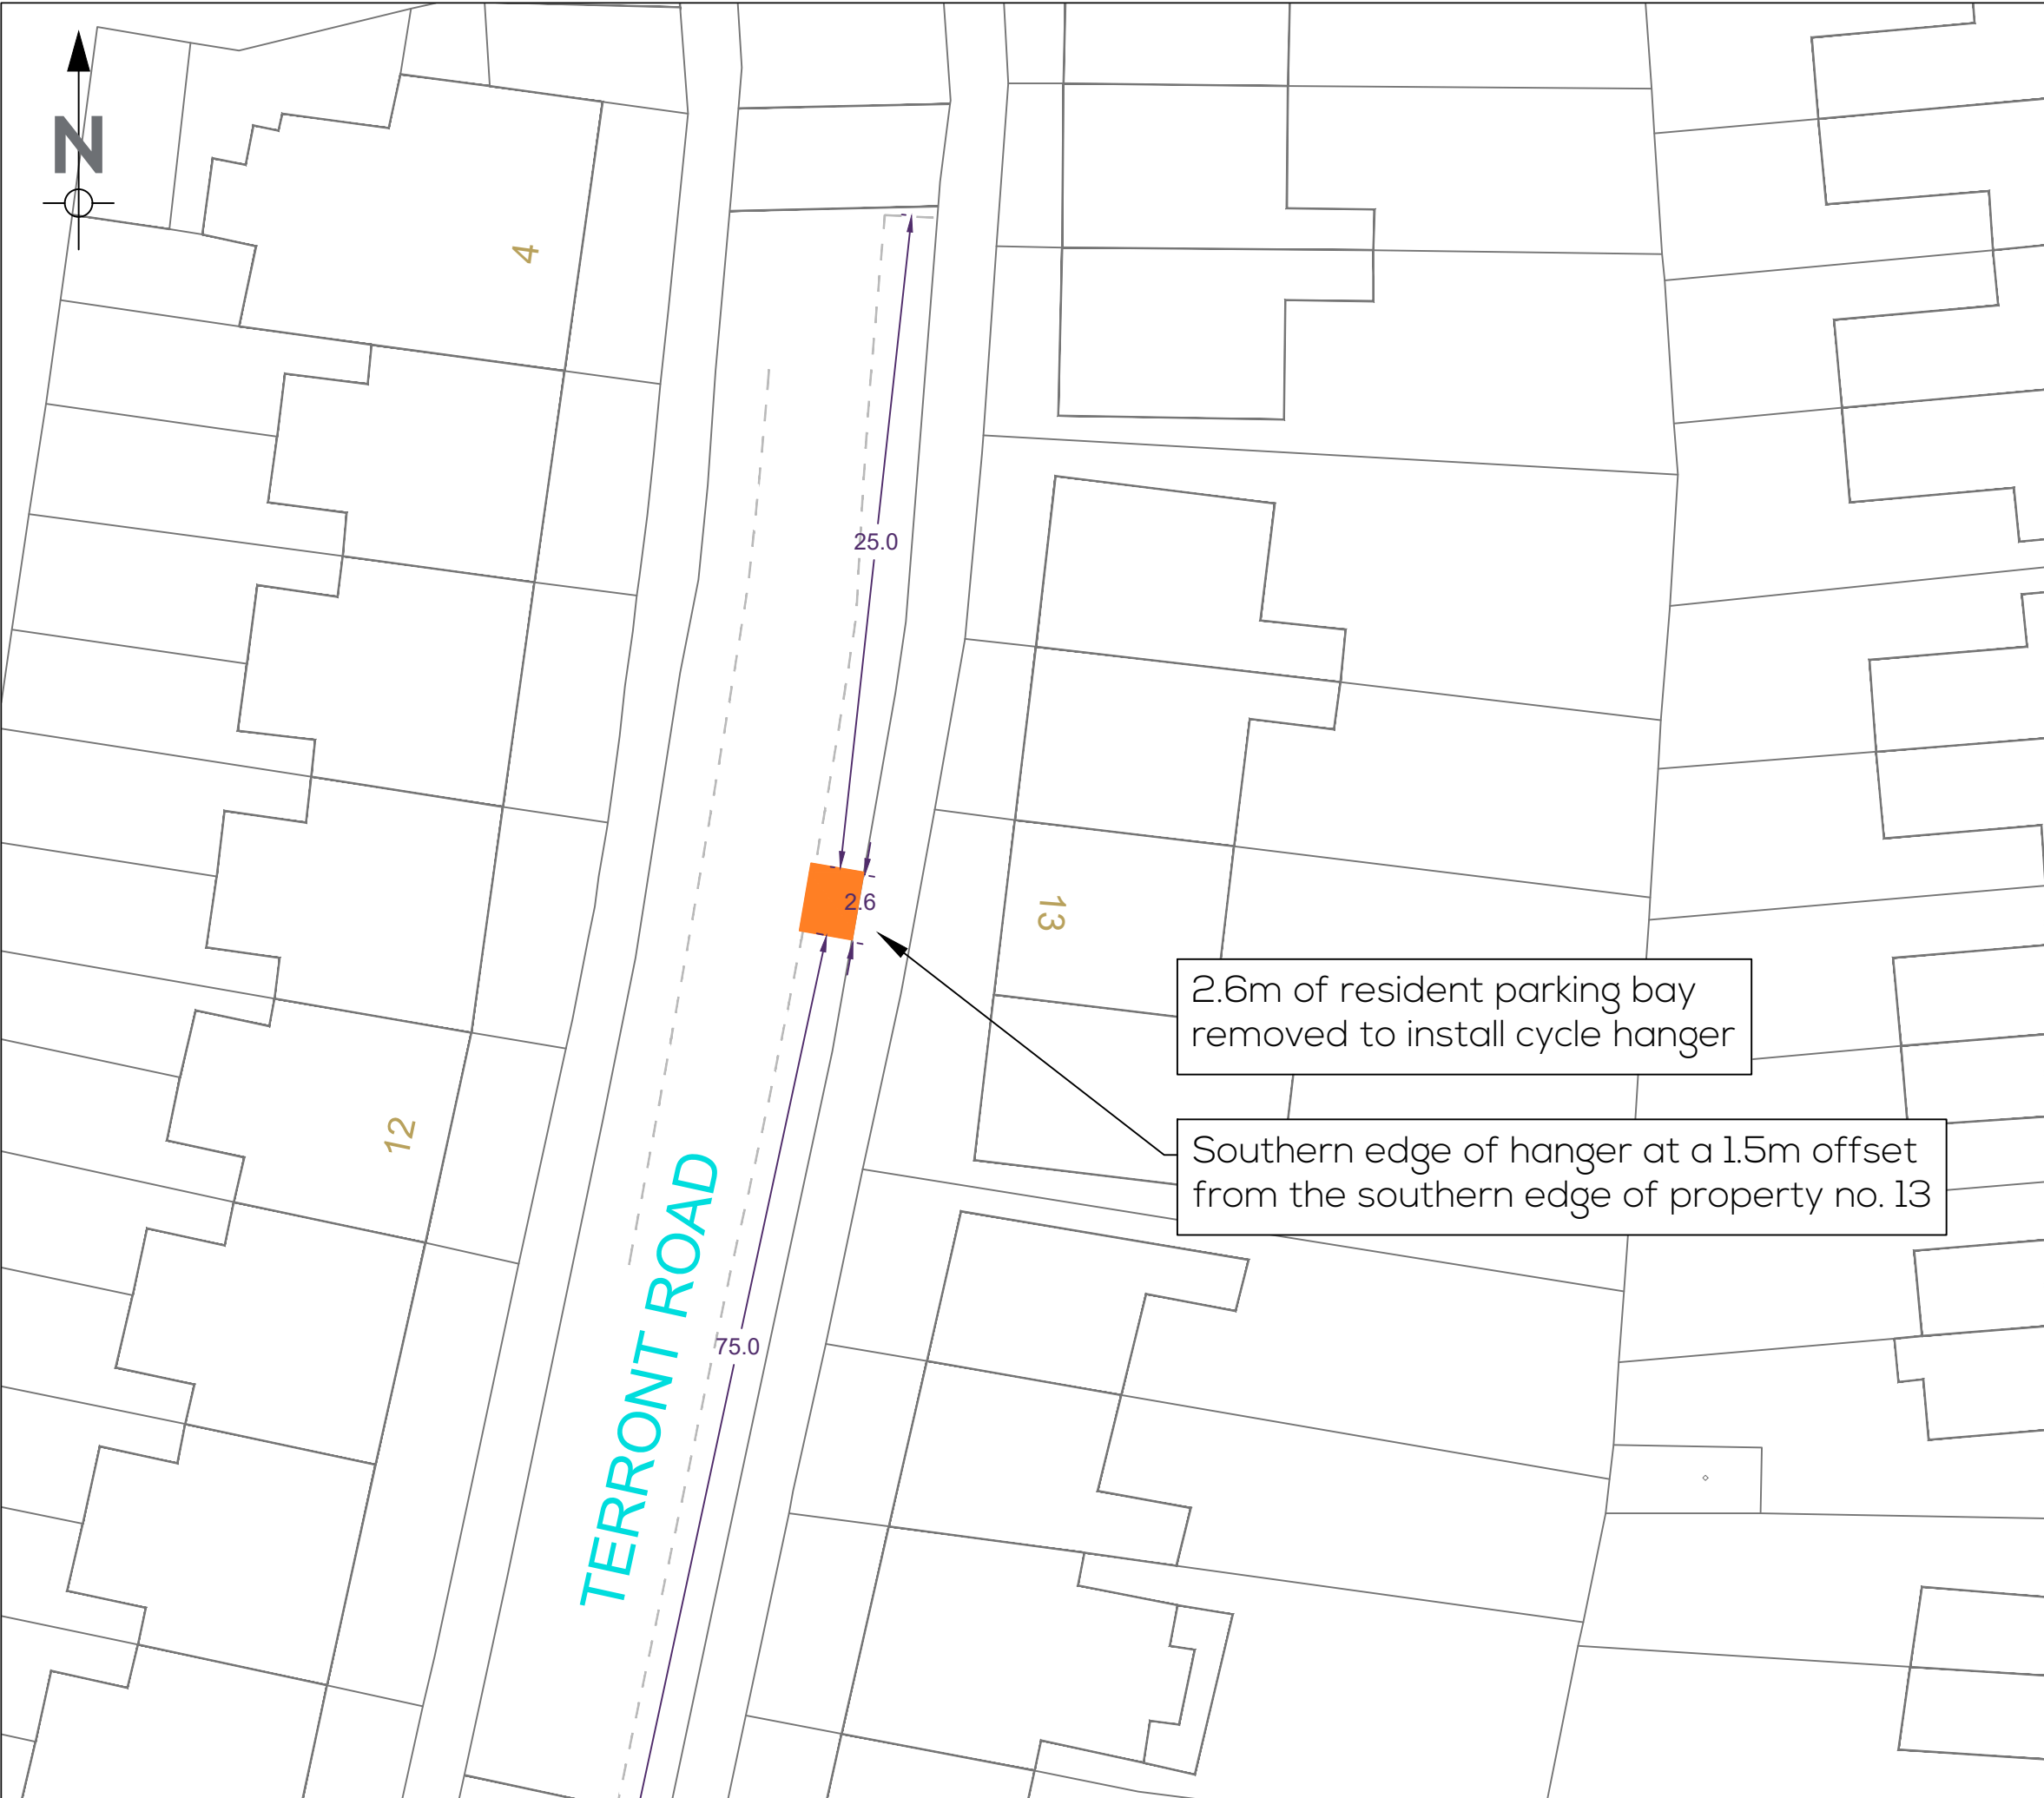 N
4
25.0
2.6
13
2.6m of resident parking bay
removed to install cycle hanger
Southern edge of hanger at a 1.5m offset
from the southern edge of property no. 13
12
TERRONT ROAD
75.0